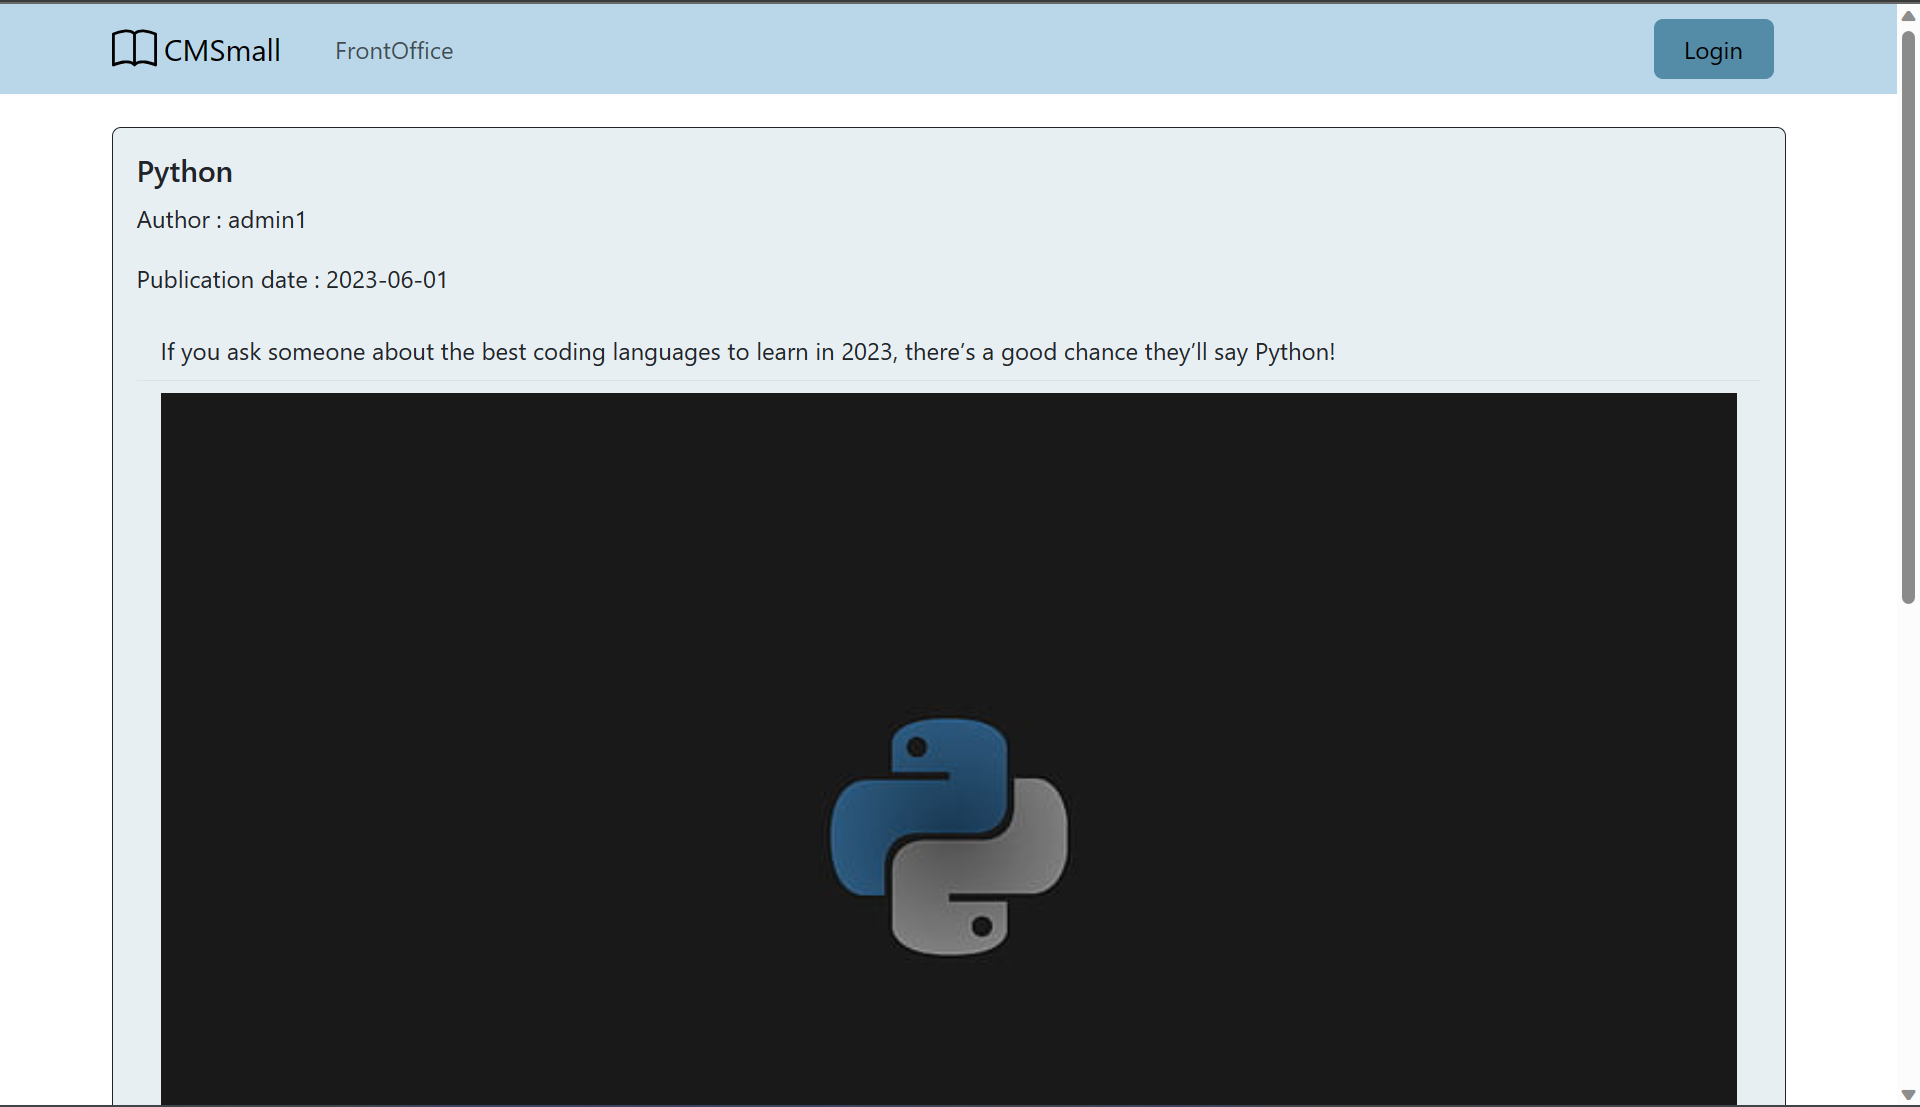 CMSmall
FrontOffice
Login
Python
Author : admin1
Publication date : 2023-06-01
If you ask someone about the best coding languages to learn in 2023, there’s a good chance they’ll say Python!